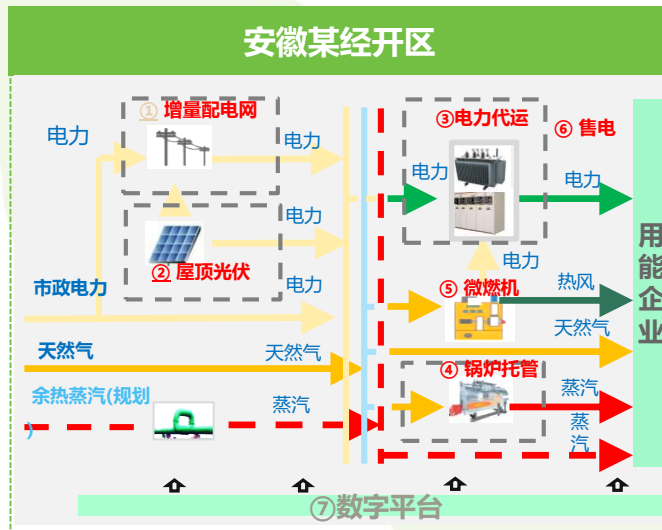 安徽某经开区
① 增量配电网
③电力代运
⑥ 售电
电力
电力
电力
电力
电力
② 屋顶光伏
市政电力
电力
电力
⑤ 微燃机
热风
用
能
企
业
天然气
天然气
天然气
④ 锅炉托管
余热蒸汽(规划
)
蒸汽
蒸汽
蒸
汽
⑦数字平台